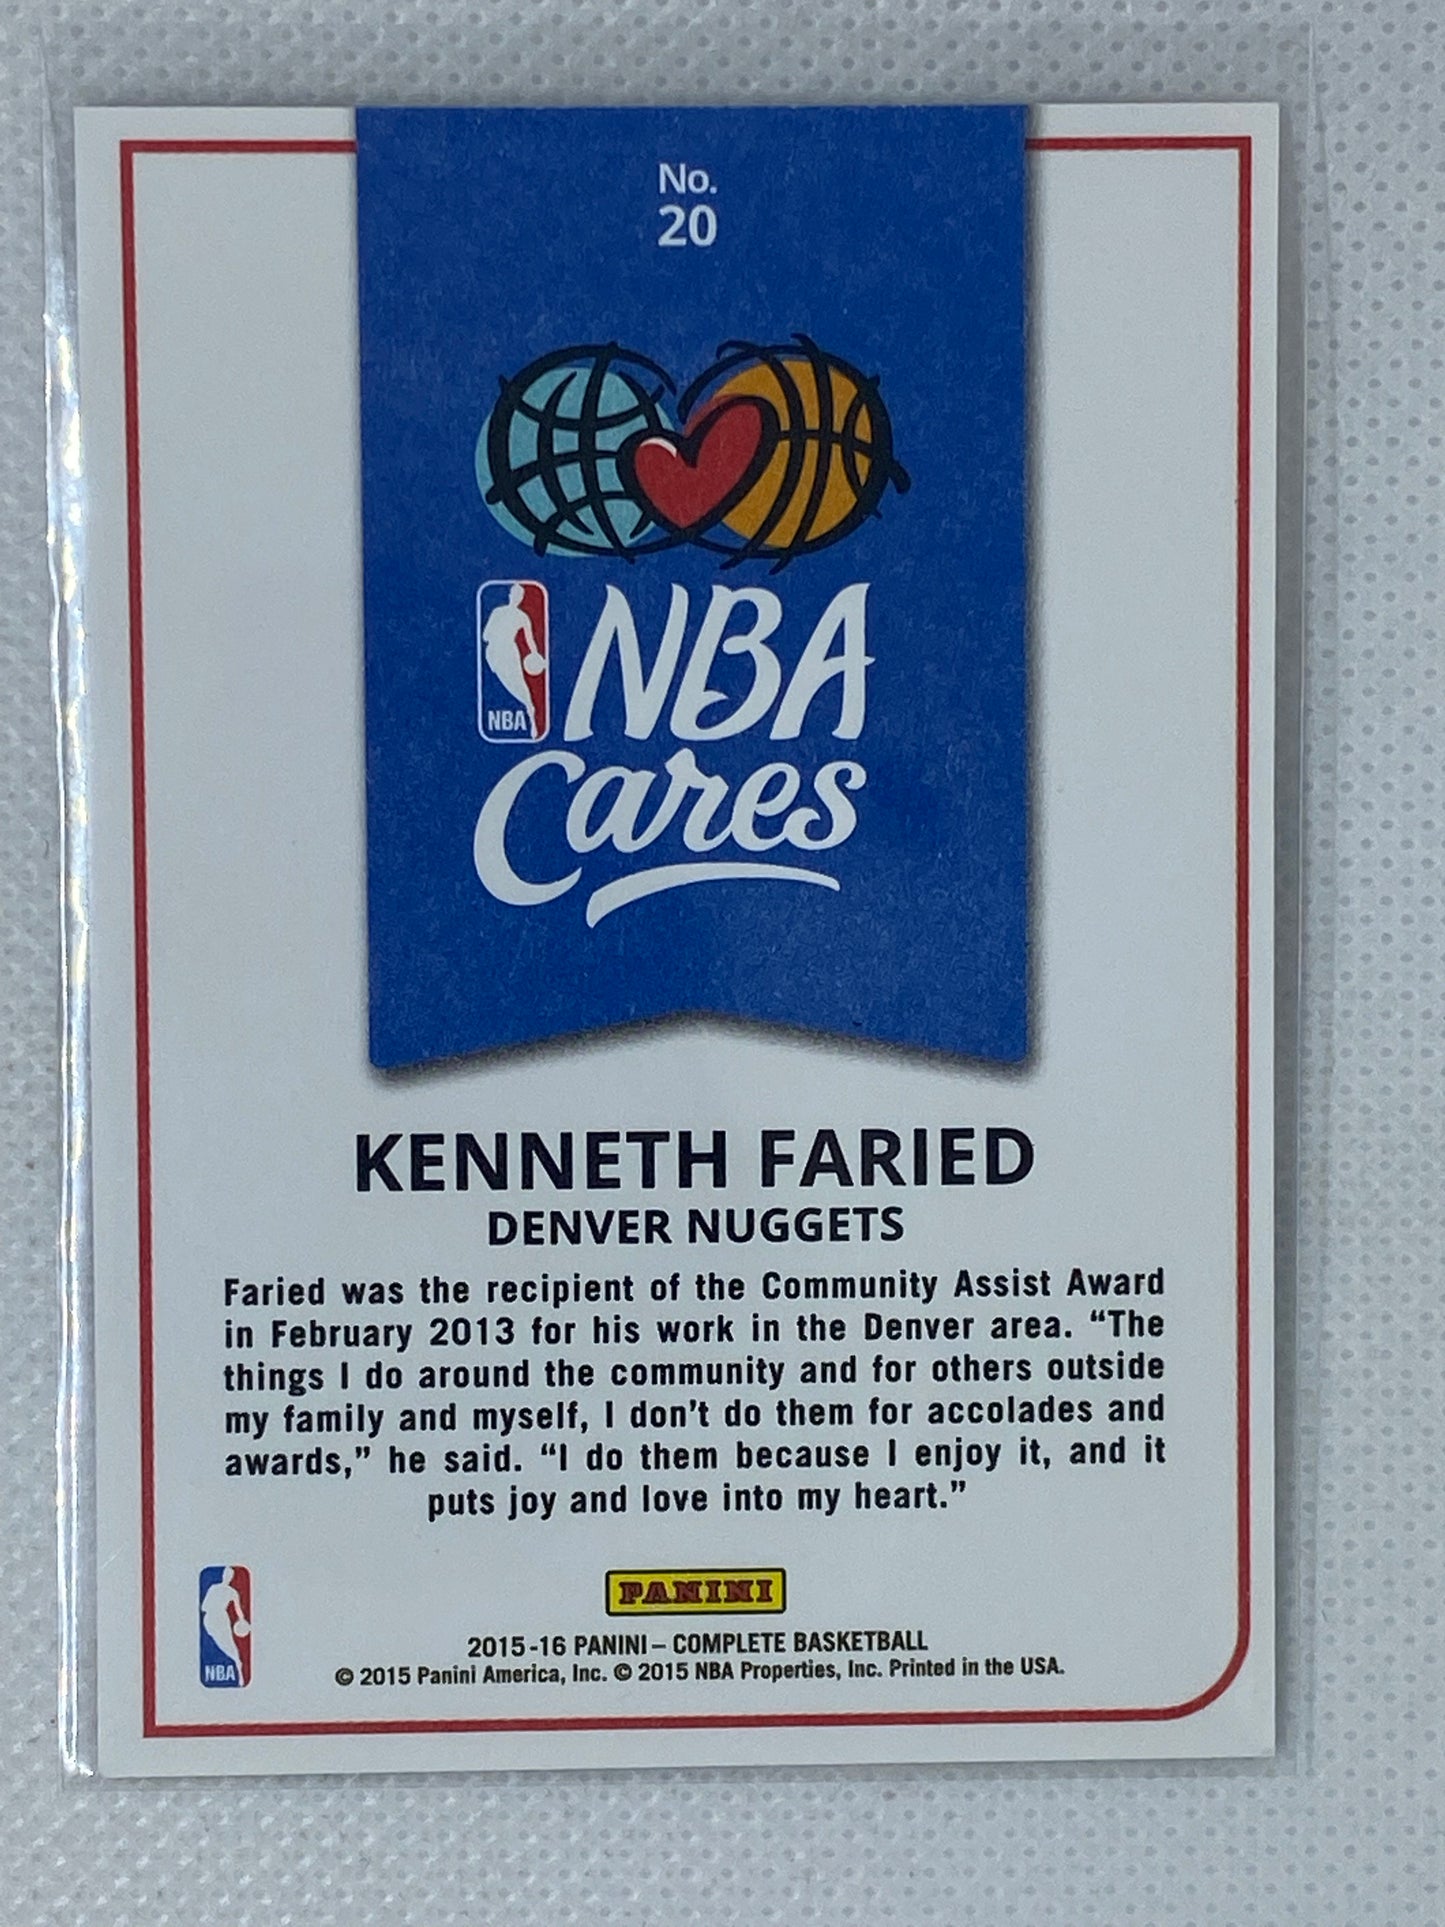 No.
20
NBA
NBA
Cares
KENNETH FARIED
DENVER NUGGETS
Faried was the recipient of the Community Assist Award
in February 2013 for his work in the Denver area. “The
things I do around the community and for others outside
my family and myself, I don't do them for accolades and
awards,” he said. “I do them because I enjoy it, and it
puts joy and love into my heart.”
NBA
PANINI
2015-16 PANINI – COMPLETE BASKETBALL
© 2015 Panini America, Inc. © 2015 NBA Properties, Inc. Printed in the USA.